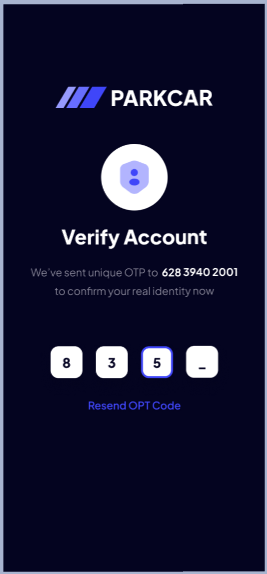 PARKCAR
Verify Account
We've sent unique OTP to 628 3940 2001
to confirm your real identity now
8 3 5 _
Resend OPT Code